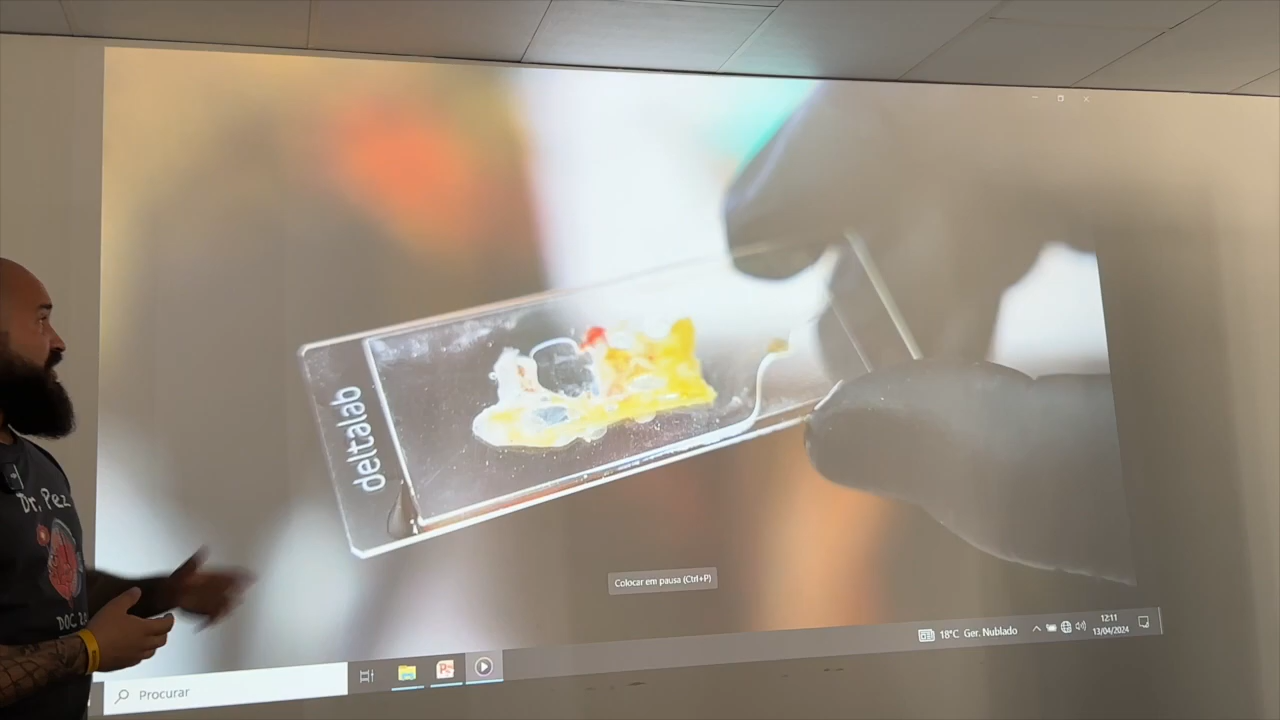 deltalab
Dr. Pez
Colocar em pausa (Ctrl+P)
18°C Ger. Nublado
12:11
13/04/2024
Procurar